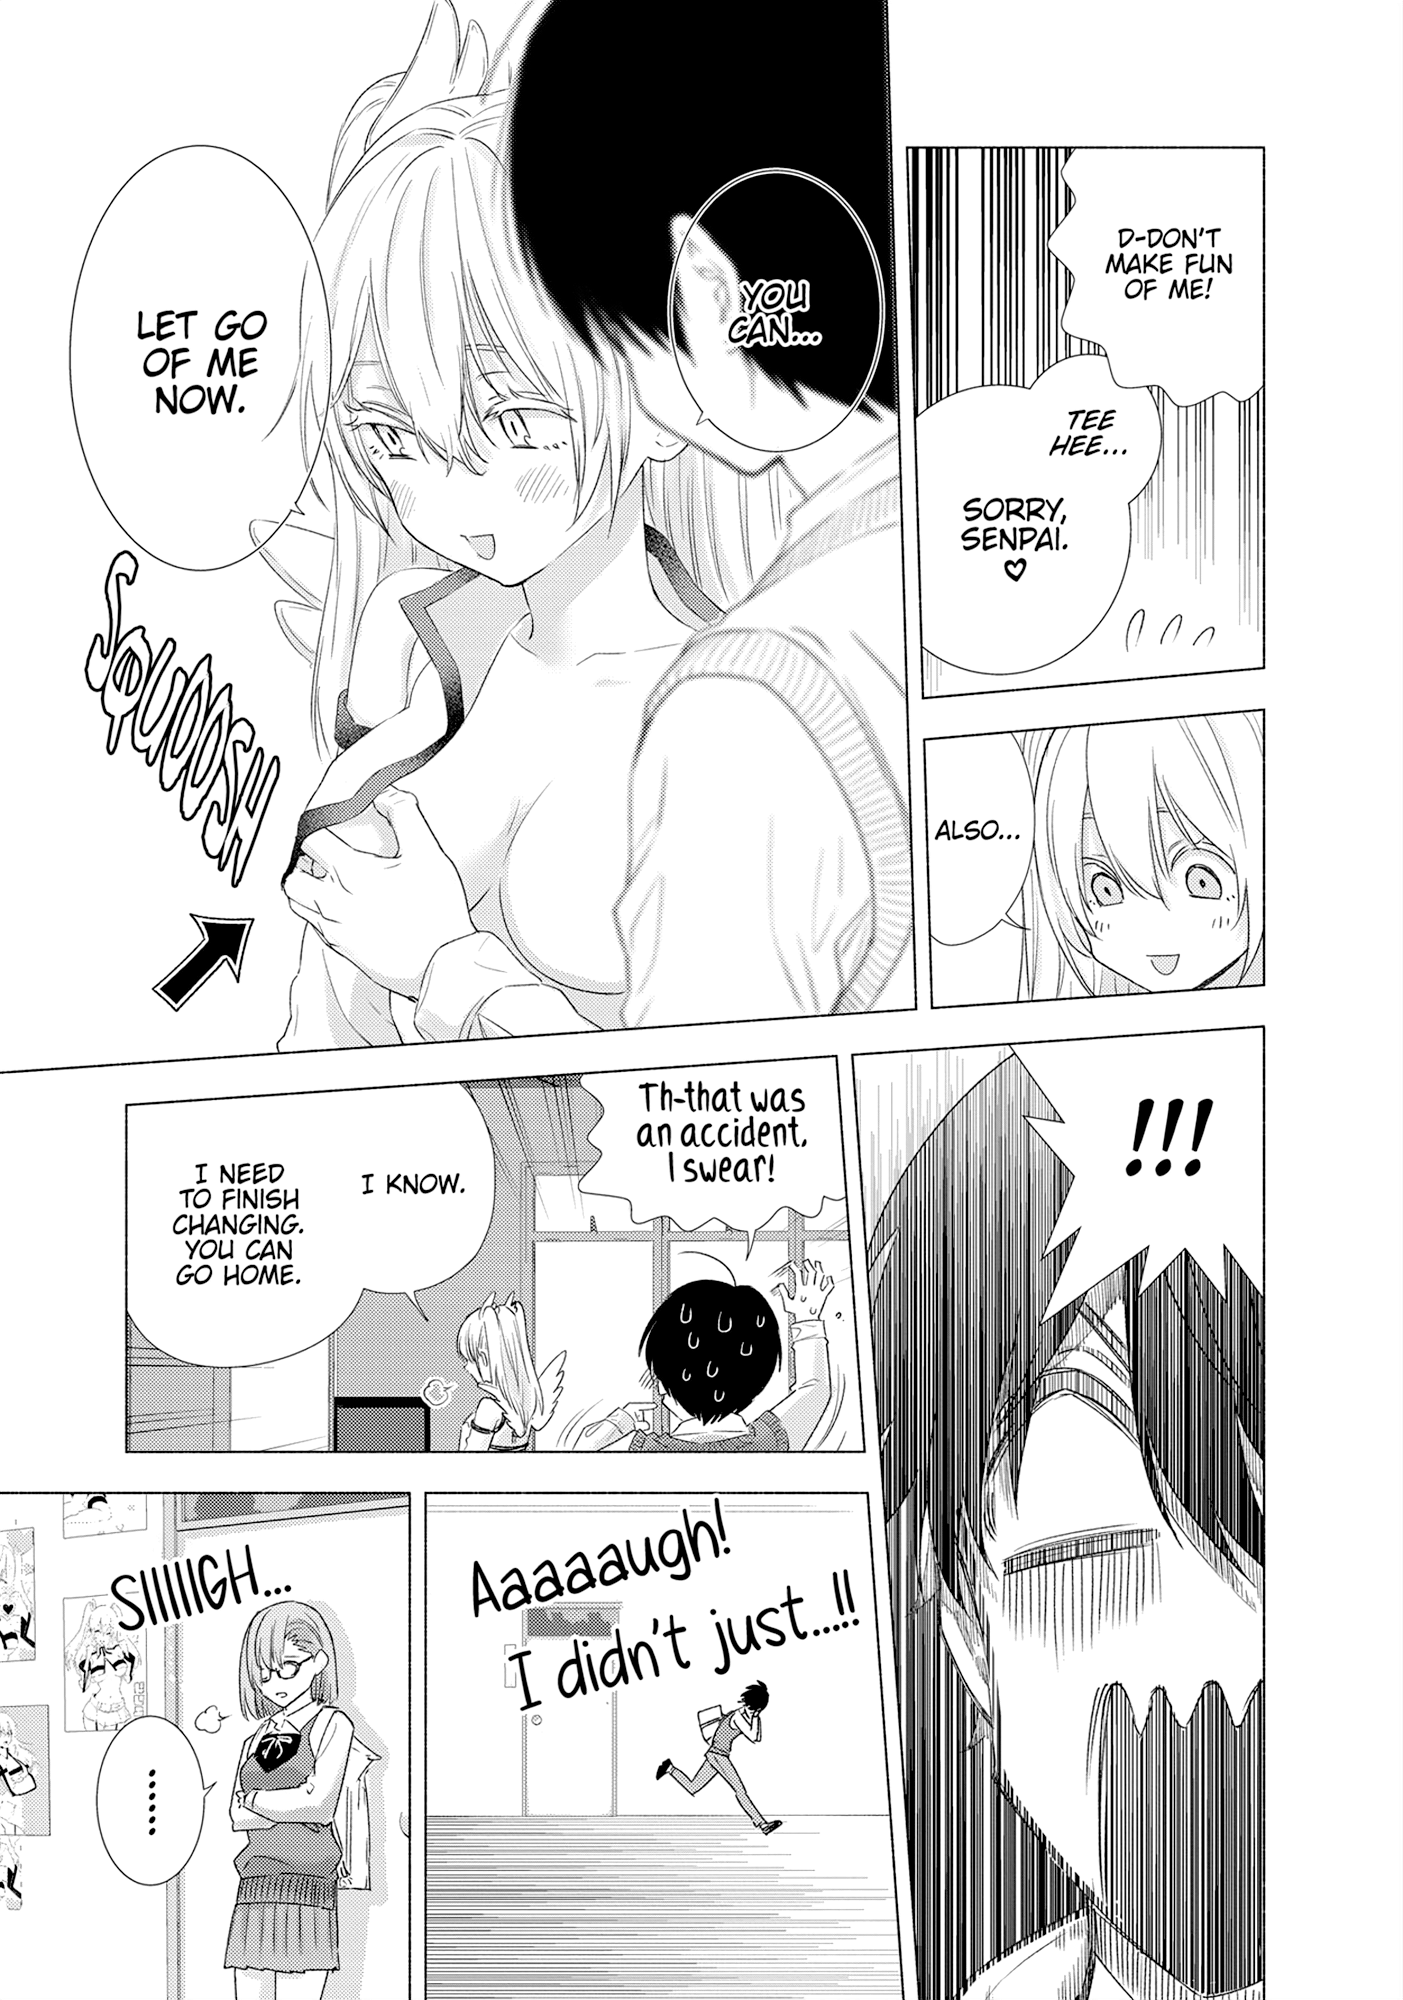 D-DON'T
MAKE FUN
OF ME!
TEE
HEE...
SORRY,
SENPAI.
♥
ALSO...
YOU
CAN...
LET GO
OF ME
NOW.
SQUOOSH
!!!
Th-that was
an accident,
I swear!
I KNOW.
I NEED
TO FINISH
CHANGING.
YOU CAN
GO HOME.
Aaaaaugh!
I didn't just.....!!
SIIIIIGH...
......